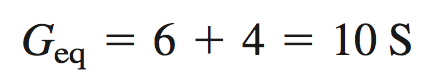 G_eq = 6 + 4 = 10 S